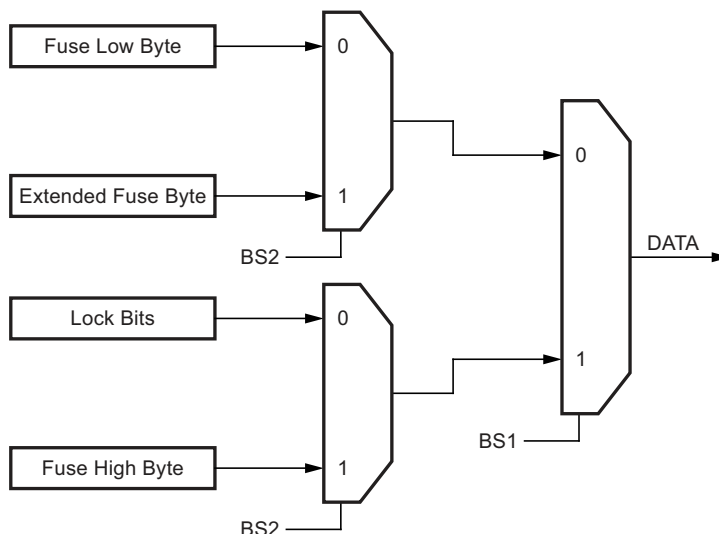 Fuse Low Byte
0
Extended Fuse Byte
1
0
BS2
DATA
Lock Bits
0
1
BS1
Fuse High Byte
1
BS2